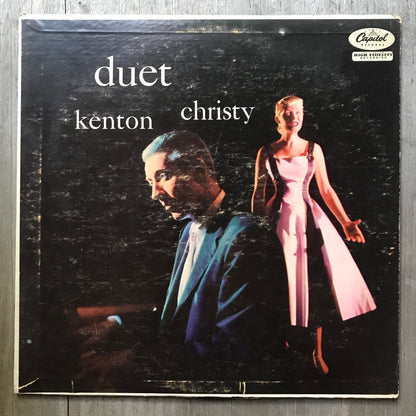 duet
kenton
christy
Capitol
RECORDS
HIGH FIDELITY
RECORDING